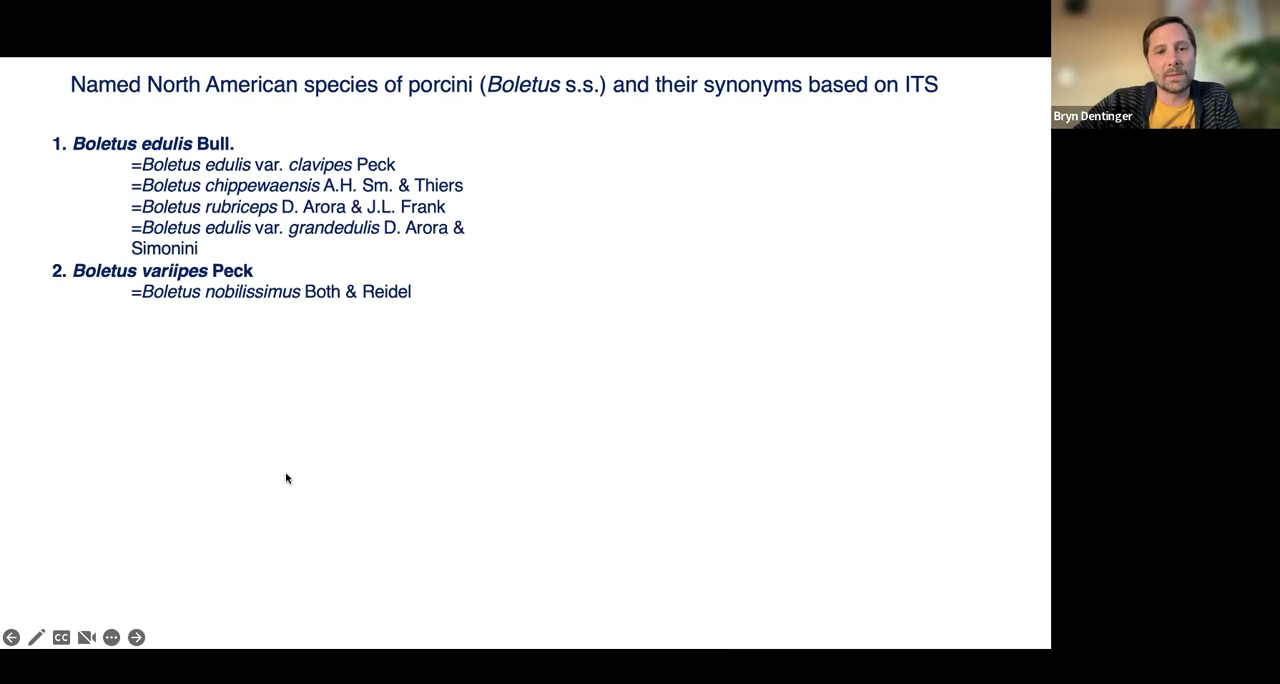 Named North American species of porcini (Boletus s.s.) and their synonyms based on ITS
Bryn Dentinger
1. Boletus edulis Bull.
=Boletus edulis var. clavipes Peck
=Boletus chippewaensis A.H. Sm. & Thiers
=Boletus rubriceps D. Arora & J.L. Frank
=Boletus edulis var. grandedulis D. Arora &
Simonini
2. Boletus variipes Peck
=Boletus nobilissimus Both & Reidel
CC